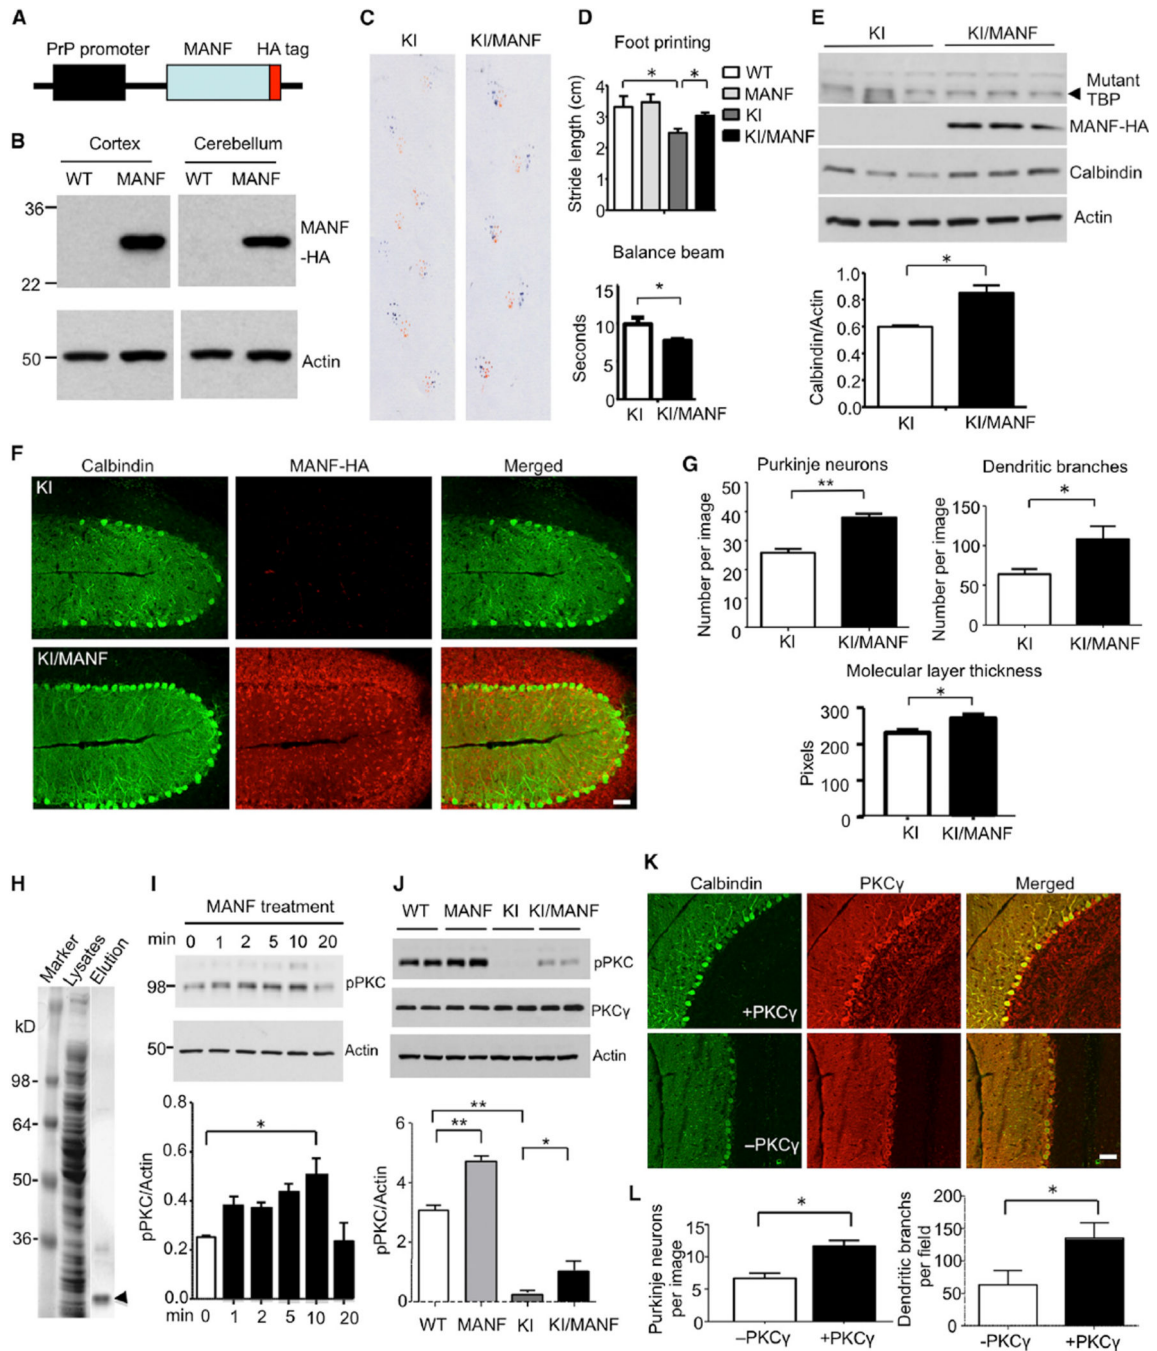 A
PrP promoter MANF HA tag
B
Cortex Cerebellum
WT MANF WT MANF
36
MANF
-HA
22
50
Actin
C
KI KI/MANF
D
Foot printing
Stride length (cm)
4
3
2
1
0
* *
WT
MANF
KI
KI/MANF
Balance beam
Seconds
15
10
5
0
*
KI KI/MANF
E
KI KI/MANF
Mutant
TBP
MANF-HA
Calbindin
Actin
Calbindin/Actin
1.0
0.8
0.6
0.4
0.2
0.0
*
KI KI/MANF
F
Calbindin MANF-HA Merged
KI
KI/MANF
G
Purkinje neurons
Number per image
50
40
30
20
10
0
**
KI KI/MANF
Dendritic branches
Number per image
150
100
50
0
*
KI KI/MANF
Molecular layer thickness
Pixels
300
200
100
0
*
KI KI/MANF
H
Marker Lysates Elution
kD
98-
64-
50-
36-
I
MANF treatment
min 0 1 2 5 10 20
98
pPKC
50
Actin
pPKC/Actin
0.8
0.6
0.4
0.2
0.0
*
min 0 1 2 5 10 20
J
WT MANF KI KI/MANF
pPKC
PKCγ
Actin
pPKC/Actin
6
4
2
0
**
**
*
WT MANF KI KI/MANF
K
Calbindin PKCγ Merged
+PKCγ
–PKCγ
L
Purkinje neurons
per image
15
10
5
0
*
–PKCγ +PKCγ
Dendritic branchs
per field
200
150
100
50
0
*
-PKCγ +PKCγ